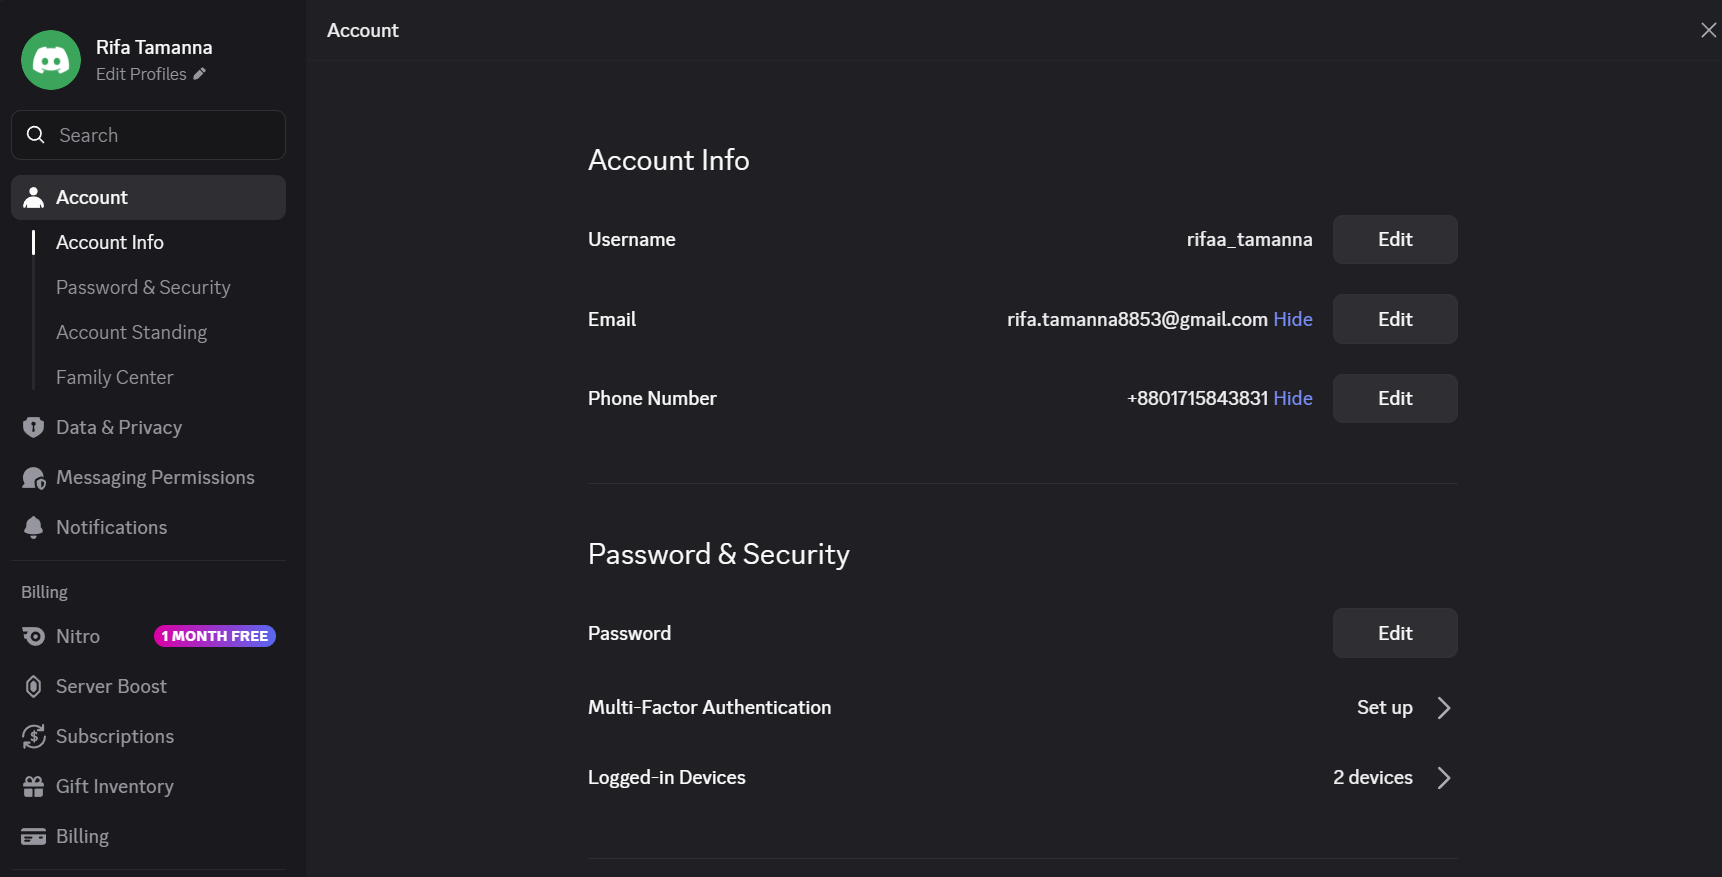 Rifa Tamanna
Edit Profiles
Search
Account
Account Info
Password & Security
Account Standing
Family Center
Data & Privacy
Messaging Permissions
Notifications
Billing
Nitro 1 MONTH FREE
Server Boost
Subscriptions
Gift Inventory
Billing
Account
Account Info
Username rifaa_tamanna Edit
Email rifa.tamanna8853@gmail.com Hide Edit
Phone Number +8801715843831 Hide Edit
Password & Security
Password Edit
Multi-Factor Authentication Set up
Logged-in Devices 2 devices